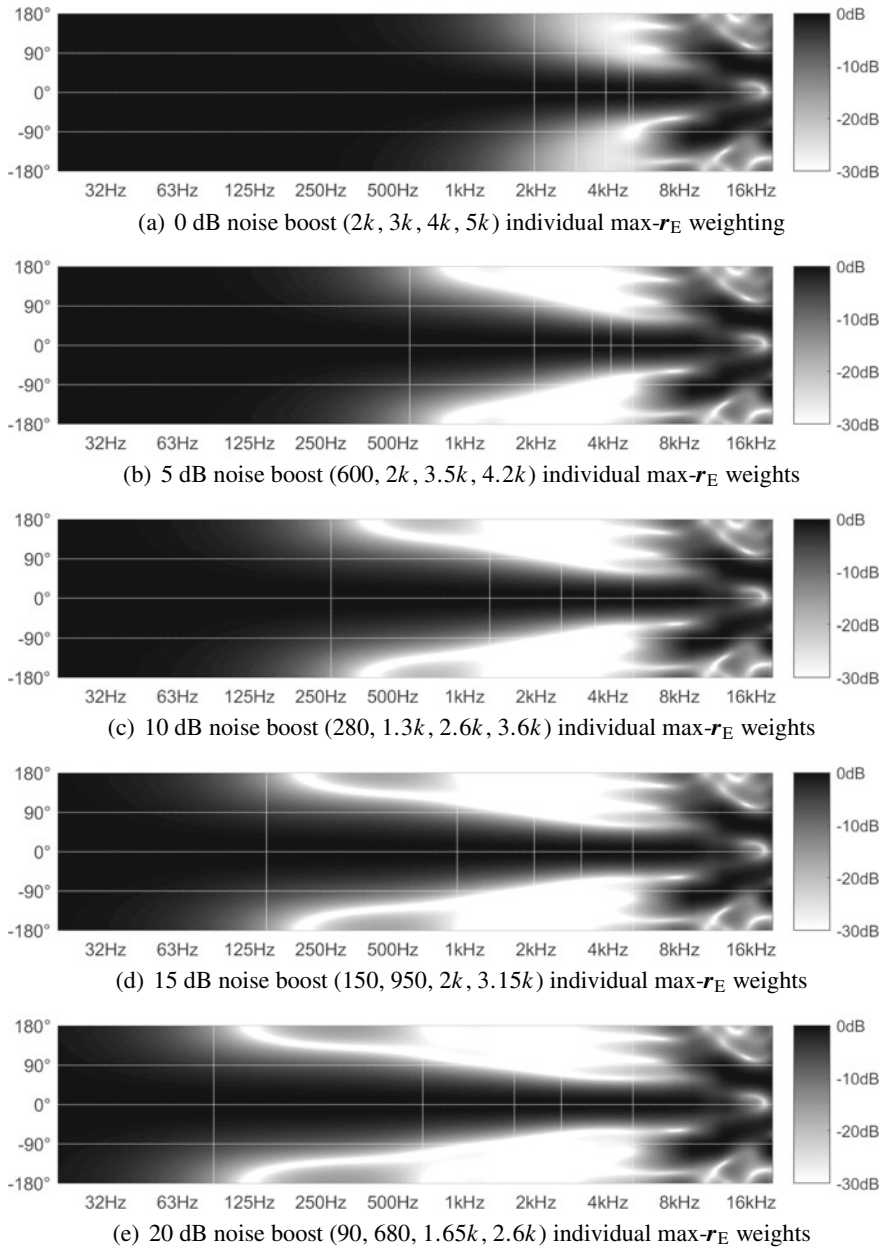 180°
90°
0°
-90°
-180°
32Hz 63Hz 125Hz 250Hz 500Hz 1kHz 2kHz 4kHz 8kHz 16kHz
0dB
-10dB
-20dB
-30dB
(a) 0 dB noise boost (2k, 3k, 4k, 5k) individual max-rE weighting
180°
90°
0°
-90°
-180°
32Hz 63Hz 125Hz 250Hz 500Hz 1kHz 2kHz 4kHz 8kHz 16kHz
0dB
-10dB
-20dB
-30dB
(b) 5 dB noise boost (600, 2k, 3.5k, 4.2k) individual max-rE weights
180°
90°
0°
-90°
-180°
32Hz 63Hz 125Hz 250Hz 500Hz 1kHz 2kHz 4kHz 8kHz 16kHz
0dB
-10dB
-20dB
-30dB
(c) 10 dB noise boost (280, 1.3k, 2.6k, 3.6k) individual max-rE weights
180°
90°
0°
-90°
-180°
32Hz 63Hz 125Hz 250Hz 500Hz 1kHz 2kHz 4kHz 8kHz 16kHz
0dB
-10dB
-20dB
-30dB
(d) 15 dB noise boost (150, 950, 2k, 3.15k) individual max-rE weights
180°
90°
0°
-90°
-180°
32Hz 63Hz 125Hz 250Hz 500Hz 1kHz 2kHz 4kHz 8kHz 16kHz
0dB
-10dB
-20dB
-30dB
(e) 20 dB noise boost (90, 680, 1.65k, 2.6k) individual max-rE weights